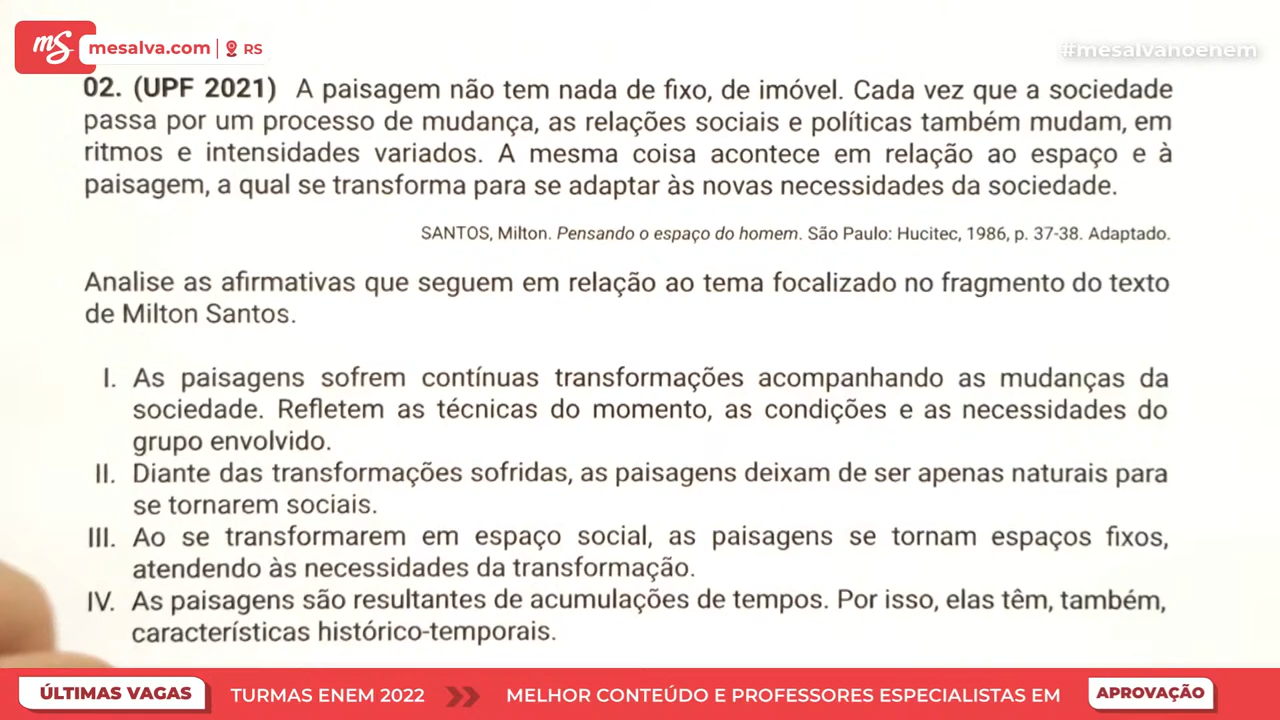 mS mesalva.com | RS
#mesalvanoenem
02. (UPF 2021) A paisagem não tem nada de fixo, de imóvel. Cada vez que a sociedade
passa por um processo de mudança, as relações sociais e políticas também mudam, em
ritmos e intensidades variados. A mesma coisa acontece em relação ao espaço e à
paisagem, a qual se transforma para se adaptar às novas necessidades da sociedade.
SANTOS, Milton. Pensando o espaço do homem. São Paulo: Hucitec, 1986, p. 37-38. Adaptado.
Analise as afirmativas que seguem em relação ao tema focalizado no fragmento do texto
de Milton Santos.
I. As paisagens sofrem contínuas transformações acompanhando as mudanças da
sociedade. Refletem as técnicas do momento, as condições e as necessidades do
grupo envolvido.
II. Diante das transformações sofridas, as paisagens deixam de ser apenas naturais para
se tornarem sociais.
III. Ao se transformarem em espaço social, as paisagens se tornam espaços fixos,
atendendo às necessidades da transformação.
IV. As paisagens são resultantes de acumulações de tempos. Por isso, elas têm, também,
características histórico-temporais.
ÚLTIMAS VAGAS TURMAS ENEM 2022 MELHOR CONTEÚDO E PROFESSORES ESPECIALISTAS EM APROVAÇÃO